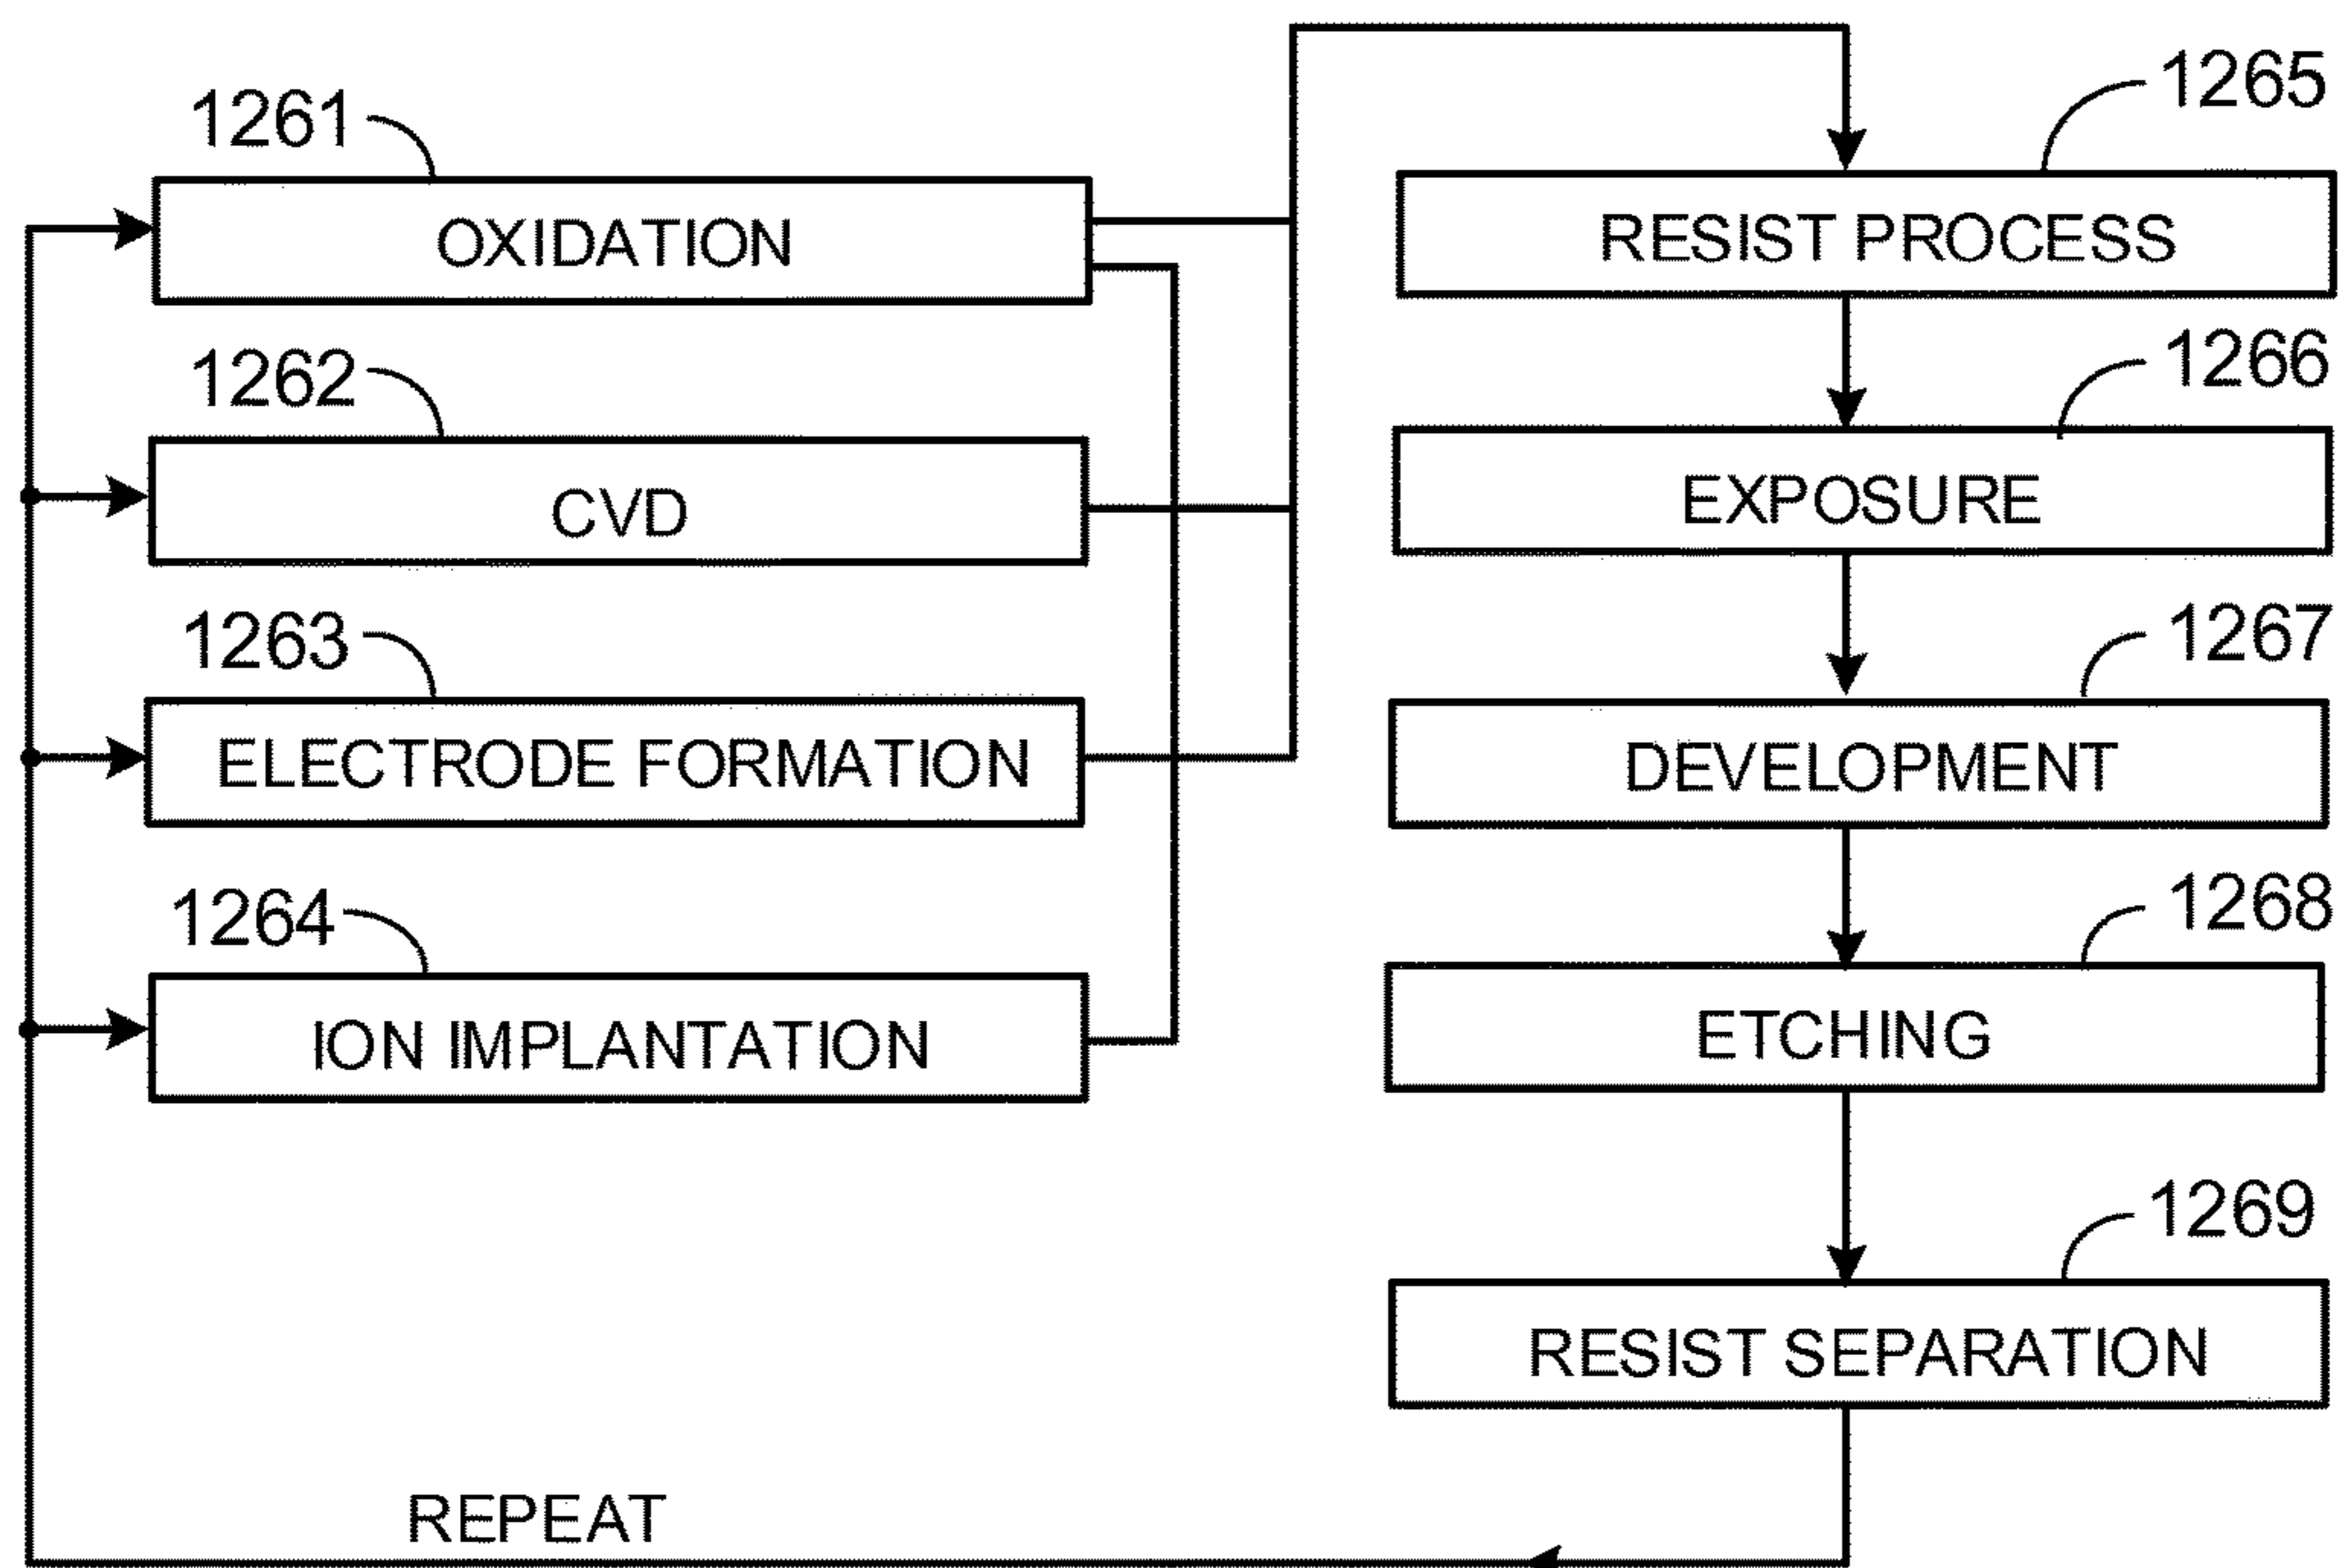 1261
OXIDATION
1262
CVD
1263
ELECTRODE FORMATION
1264
ION IMPLANTATION
1265
RESIST PROCESS
1266
EXPOSURE
1267
DEVELOPMENT
1268
ETCHING
1269
RESIST SEPARATION
REPEAT